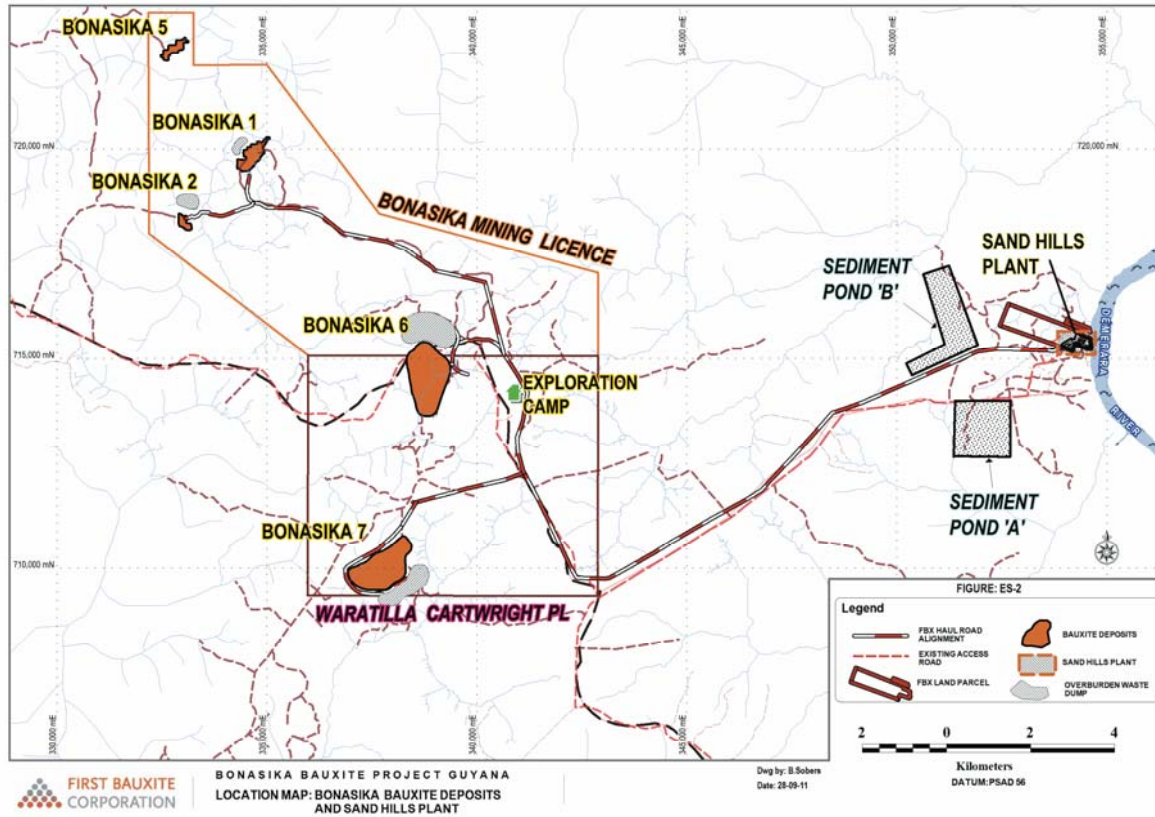 BONASIKA 5
335,000 mE
340,000 mE
345,000 mE
350,000 mE
355,000 mE
BONASIKA 1
720,000 mN
720,000 mN
BONASIKA 2
BONASIKA MINING LICENCE
SAND HILLS
PLANT
SEDIMENT
POND 'B'
DEMERARA
RIVER
BONASIKA 6
715,000 mN
715,000 mN
EXPLORATION
CAMP
SEDIMENT
POND 'A'
BONASIKA 7
710,000 mN
WARATILLA CARTWRIGHT PL
330,000 mE
335,000 mE
340,000 mE
345,000 mE
FIGURE: ES-2
Legend
FBX HAUL ROAD
ALIGNMENT
EXISTING ACCESS
ROAD
FBX LAND PARCEL
BAUXITE DEPOSITS
SAND HILLS PLANT
OVERBURDEN WASTE
DUMP
2 0 2 4
Kilometers
DATUM:PSAD 56
FIRST BAUXITE
CORPORATION
BONASIKA BAUXITE PROJECT GUYANA
LOCATION MAP: BONASIKA BAUXITE DEPOSITS
AND SAND HILLS PLANT
Dwg by: B.Sobers
Date: 28-09-11